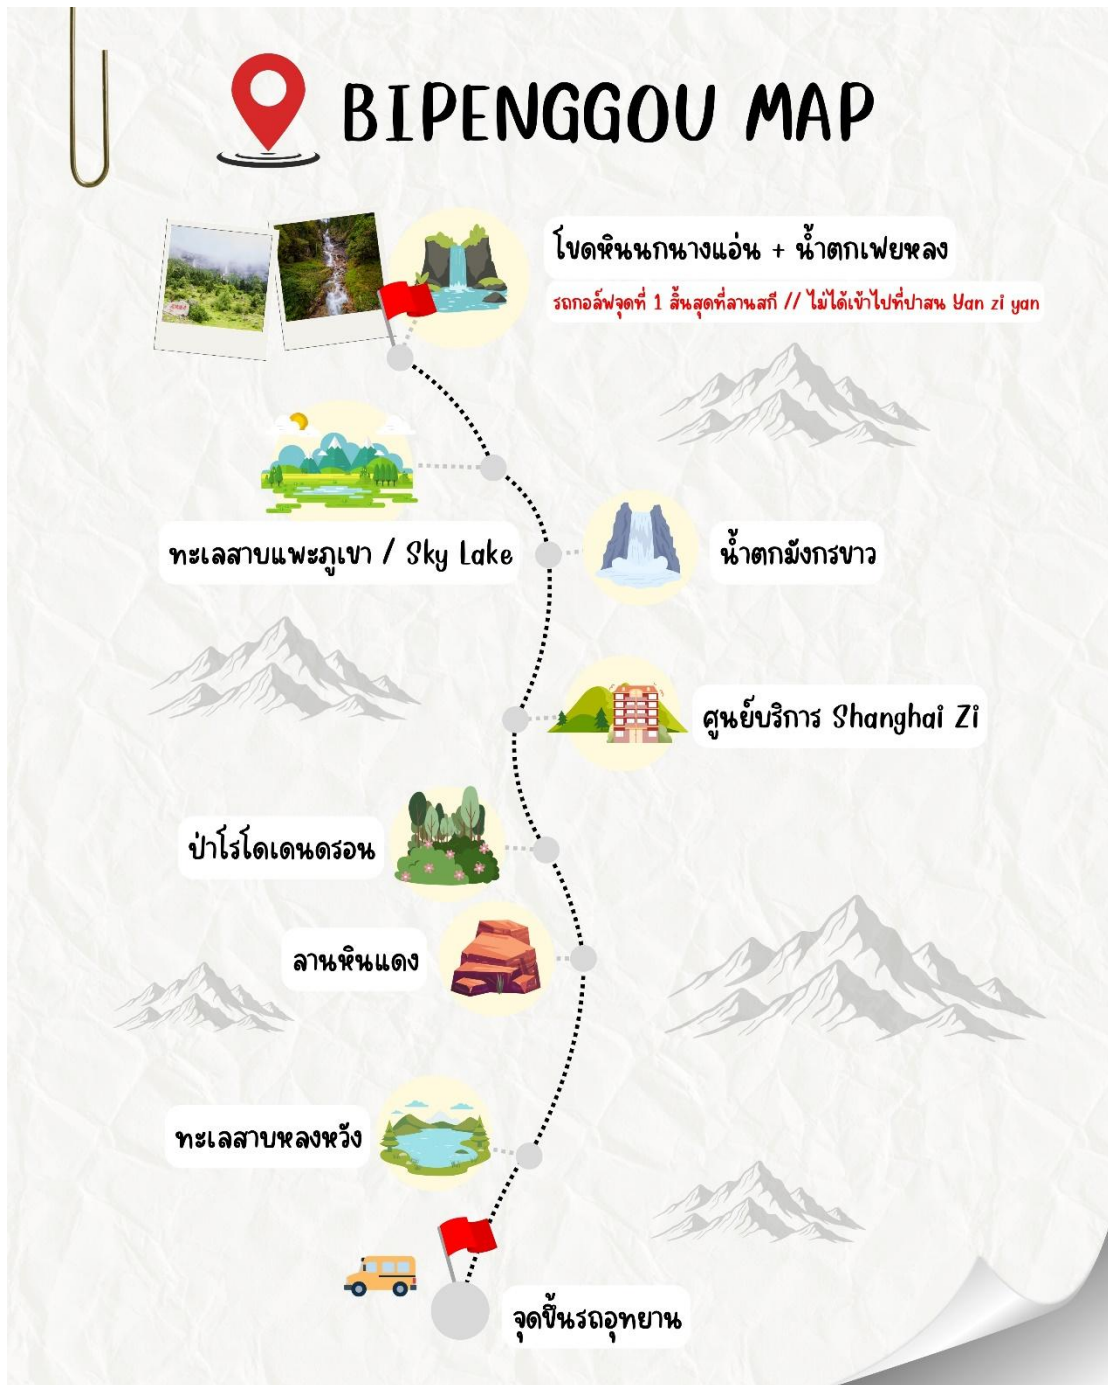 BIPENGGOU MAP
โขดหินนกนางแอ่น + น้ำตกเฟยหลง
รถกอล์ฟจุดที่ 1 สิ้นสุดที่ลานสกี // ไม่ได้เข้าไปที่ปาสน Yan zi yan
ทะเลสาบแพะภูเขา / Sky Lake
น้ำตกมังกรขาว
ศูนย์บริการ Shanghai Zi
ป่าโรโดเดนดรอน
ลานหินแดง
ทะเลสาบหลงหวัง
จุดขึ้นรถอุทยาน